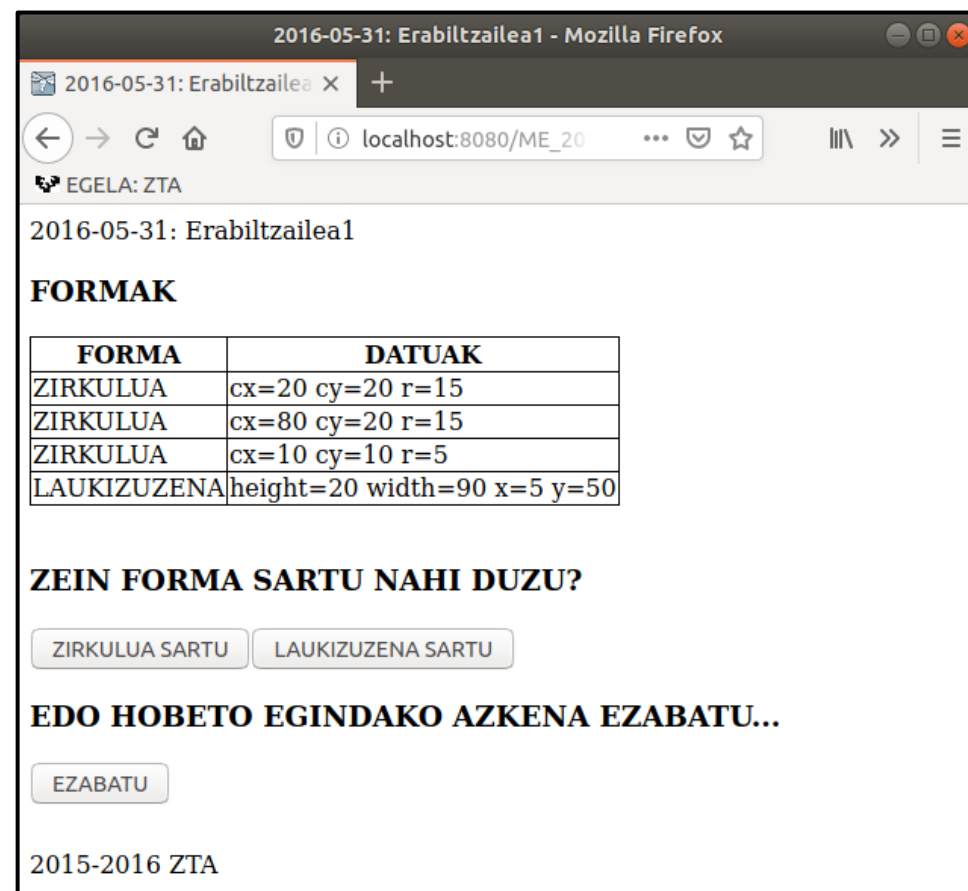 2016-05-31: Erabiltzailea1 - Mozilla Firefox
2016-05-31: Erabiltzailea
localhost:8080/ME_20
EGELA: ZTA
2016-05-31: Erabiltzailea1
FORMAK
FORMA DATUAK
ZIRKULUA cx=20 cy=20 r=15
ZIRKULUA cx=80 cy=20 r=15
ZIRKULUA cx=10 cy=10 r=5
LAUKIZUZENA height=20 width=90 x=5 y=50
ZEIN FORMA SARTU NAHI DUZU?
ZIRKULUA SARTU LAUKIZUZENA SARTU
EDO HOBETO EGINDAKO AZKENA EZABATU...
EZABATU
2015-2016 ZTA